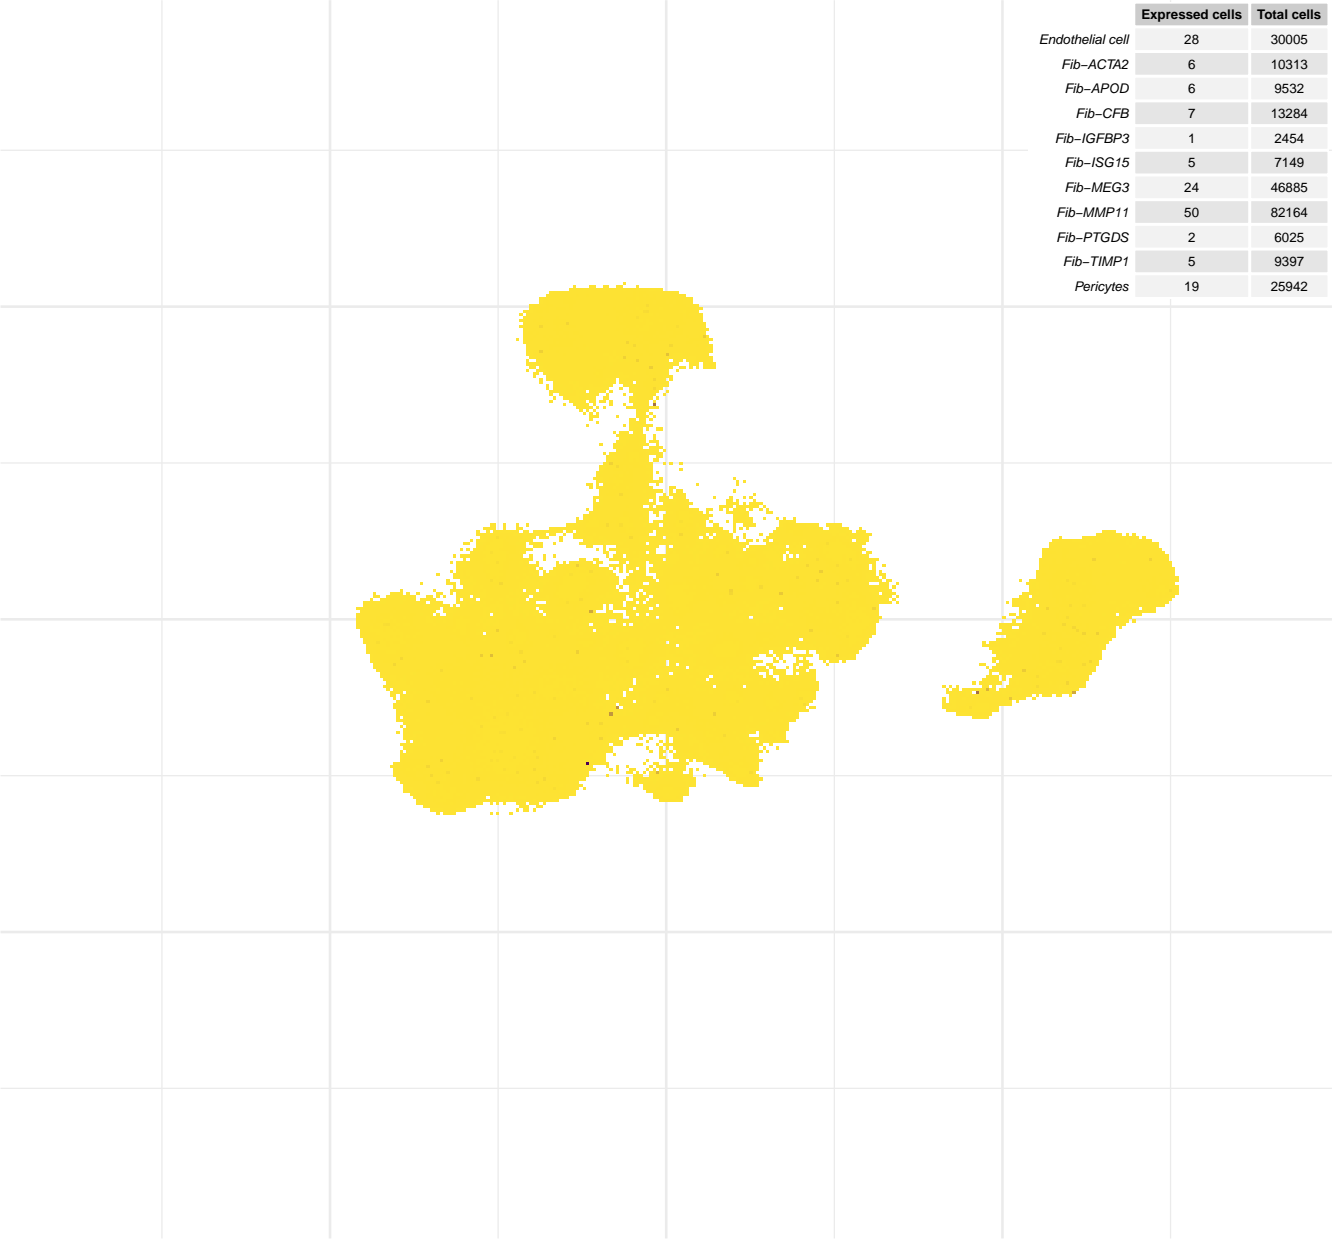 Expressed cells Total cells
Endothelial cell 28 30005
Fib−ACTA2 6 10313
Fib−APOD 6 9532
Fib−CFB 7 13284
Fib−IGFBP3 1 2454
Fib−ISG15 5 7149
Fib−MEG3 24 46885
Fib−MMP11 50 82164
Fib−PTGDS 2 6025
Fib−TIMP1 5 9397
Pericytes 19 25942